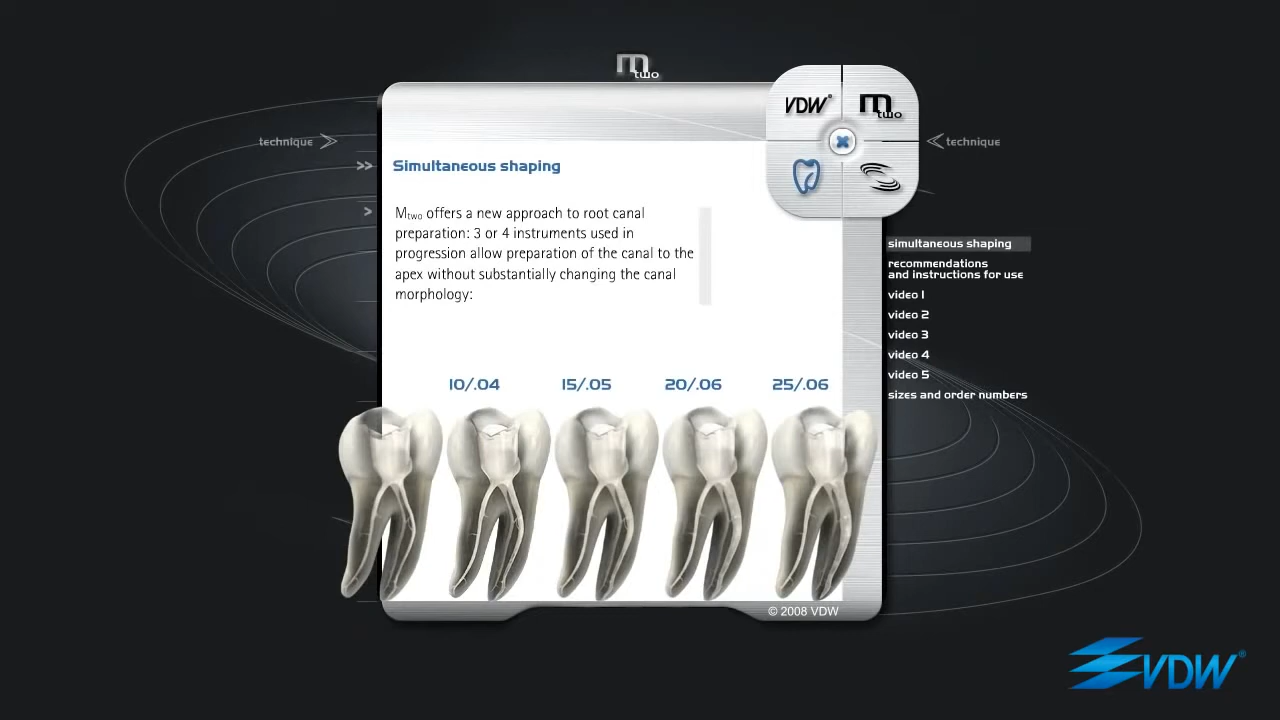 mtwo
VDW®
mtwo
technique
technique
Simultaneous shaping
Mtwo offers a new approach to root canal
preparation: 3 or 4 instruments used in
progression allow preparation of the canal to the
apex without substantially changing the canal
morphology:
simultaneous shaping
recommendations
and instructions for use
video 1
video 2
video 3
video 4
video 5
sizes and order numbers
10/.04 15/.05 20/.06 25/.06
© 2008 VDW
VDW®